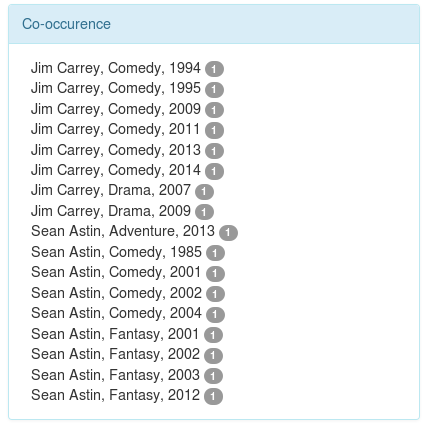 Co-occurence
Jim Carrey, Comedy, 1994 1
Jim Carrey, Comedy, 1995 1
Jim Carrey, Comedy, 2009 1
Jim Carrey, Comedy, 2011 1
Jim Carrey, Comedy, 2013 1
Jim Carrey, Comedy, 2014 1
Jim Carrey, Drama, 2007 1
Jim Carrey, Drama, 2009 1
Sean Astin, Adventure, 2013 1
Sean Astin, Comedy, 1985 1
Sean Astin, Comedy, 2001 1
Sean Astin, Comedy, 2002 1
Sean Astin, Comedy, 2004 1
Sean Astin, Fantasy, 2001 1
Sean Astin, Fantasy, 2002 1
Sean Astin, Fantasy, 2003 1
Sean Astin, Fantasy, 2012 1